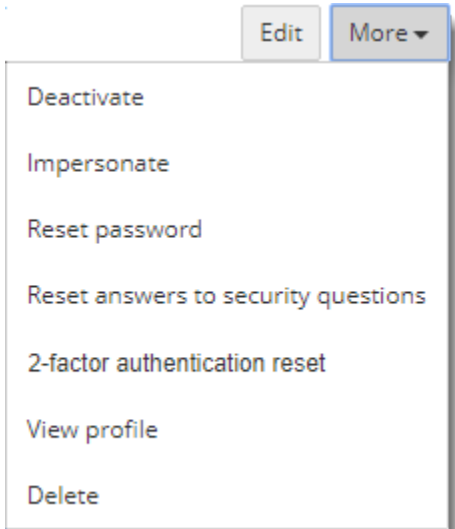 Edit More
Deactivate
Impersonate
Reset password
Reset answers to security questions
2-factor authentication reset
View profile
Delete